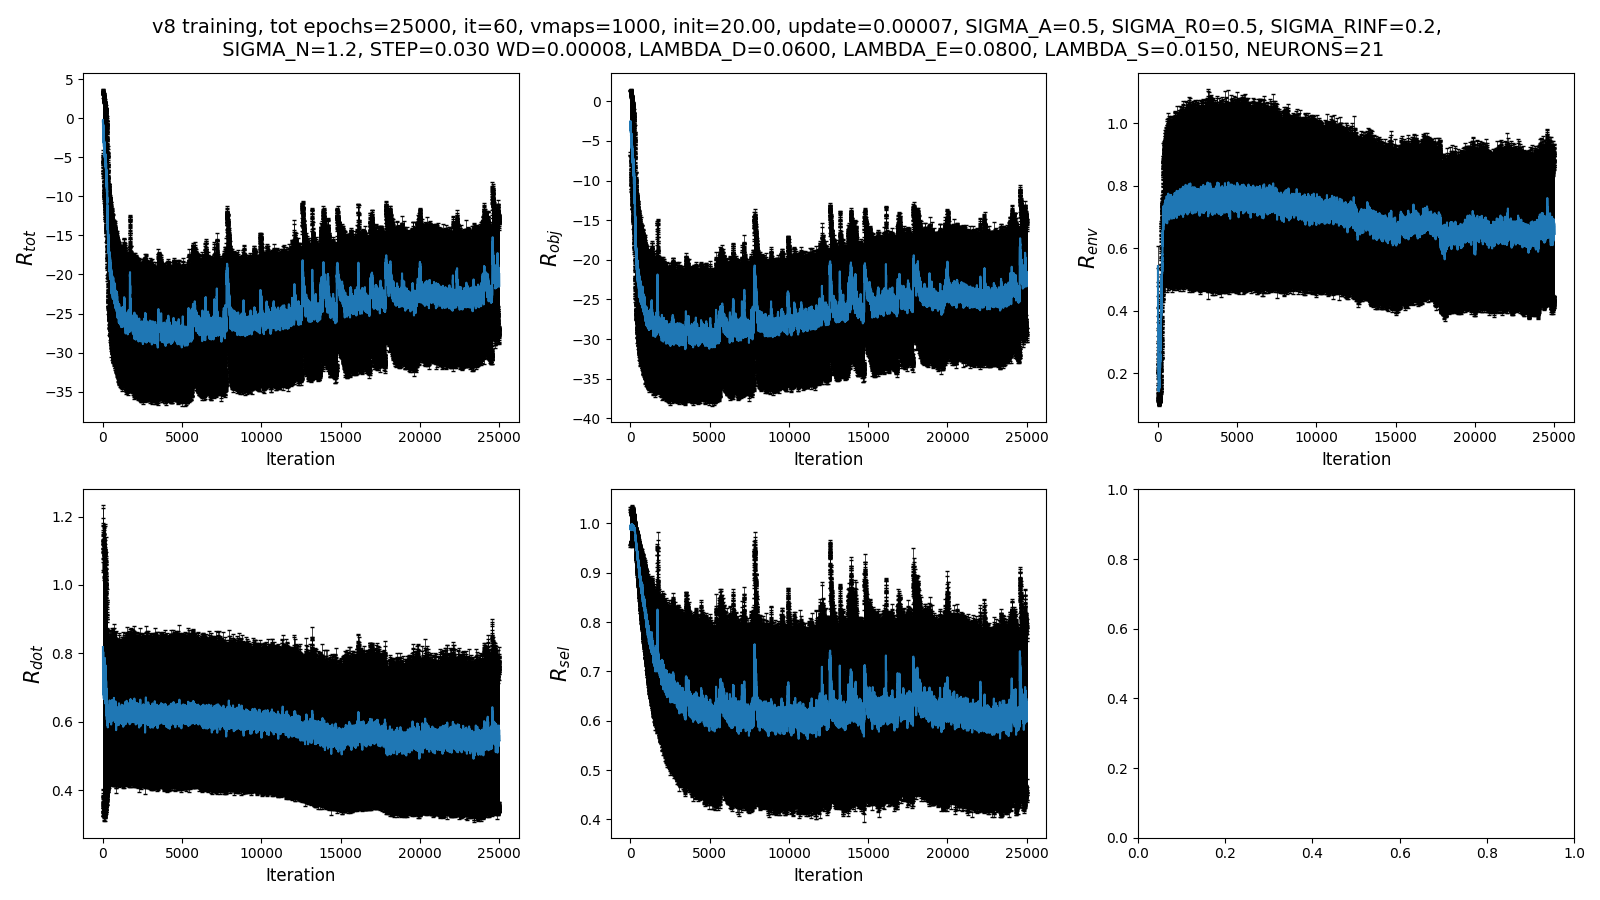 v8 training, tot epochs=25000, it=60, vmaps=1000, init=20.00, update=0.00007, SIGMA_A=0.5, SIGMA_R0=0.5, SIGMA_RINF=0.2,
SIGMA_N=1.2, STEP=0.030 WD=0.00008, LAMBDA_D=0.0600, LAMBDA_E=0.0800, LAMBDA_S=0.0150, NEURONS=21
R_tot
5
0
−5
−10
−15
−20
−25
−30
−35
0 5000 10000 15000 20000 25000
Iteration
R_obj
0
−5
−10
−15
−20
−25
−30
−35
−40
0 5000 10000 15000 20000 25000
Iteration
R_env
1.0
0.8
0.6
0.4
0.2
0 5000 10000 15000 20000 25000
Iteration
R_dot
1.2
1.0
0.8
0.6
0.4
0 5000 10000 15000 20000 25000
Iteration
R_sel
1.0
0.9
0.8
0.7
0.6
0.5
0.4
0 5000 10000 15000 20000 25000
Iteration
1.0
0.8
0.6
0.4
0.2
0.0
0.0 0.2 0.4 0.6 0.8 1.0